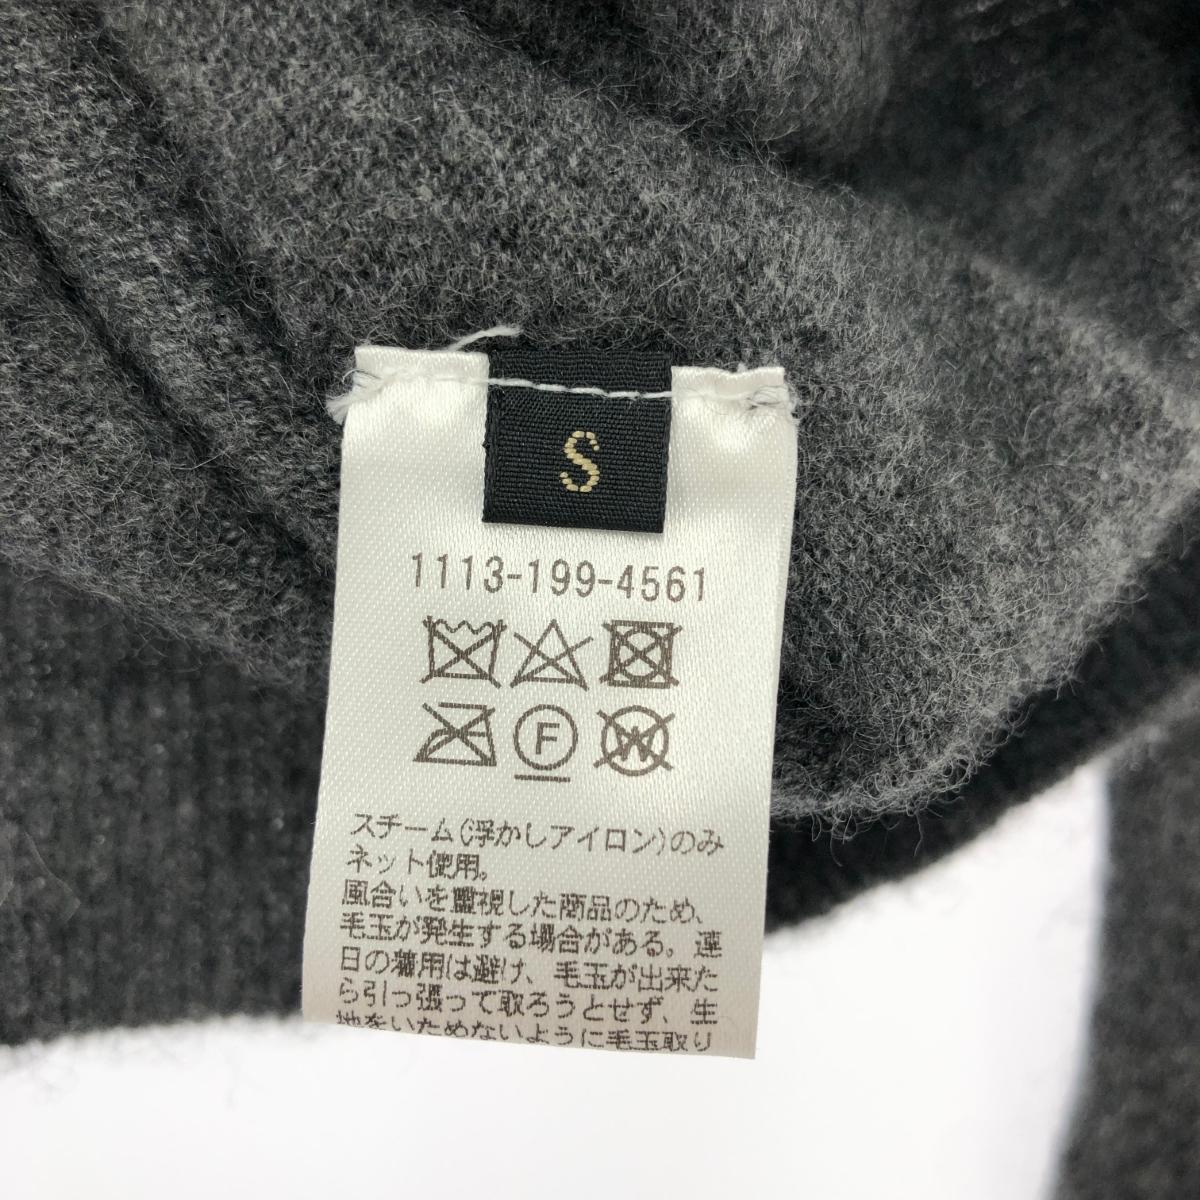 S
1113-199-4561
F
W
スチーム(浮かしアイロン)のみ
ネット使用。
風合いを重視した商品のため、
毛玉が発生する場合がある。連
日の着用は避け、毛玉が出来た
ら引っ張って取ろうとせず、生
地をいためないように毛玉取り